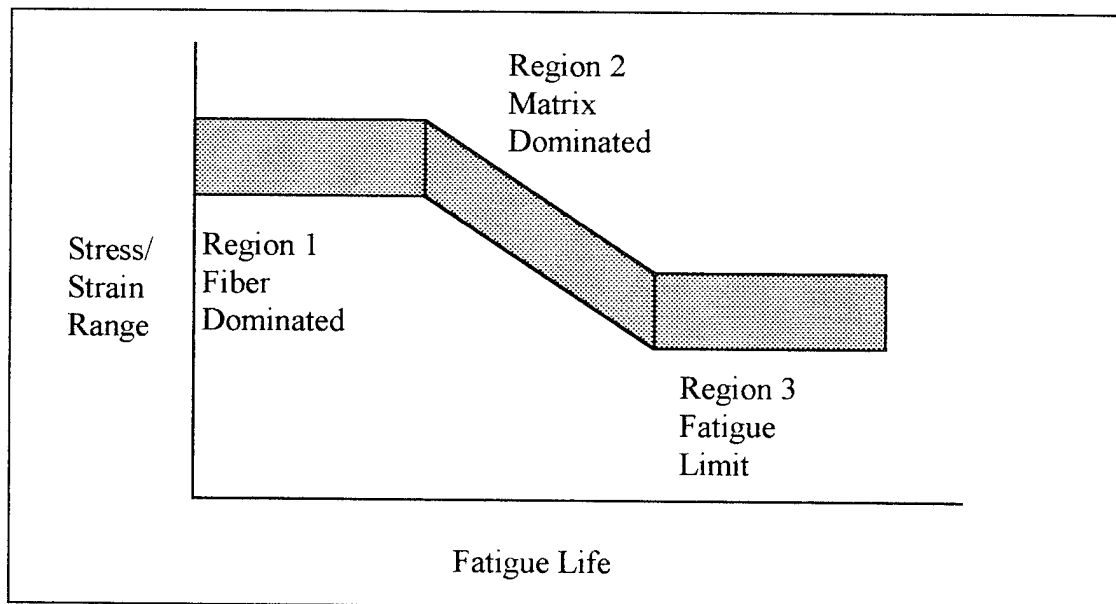 Region 2
Matrix
Dominated
Stress/
Strain
Range
Region 1
Fiber
Dominated
Region 3
Fatigue
Limit
Fatigue Life